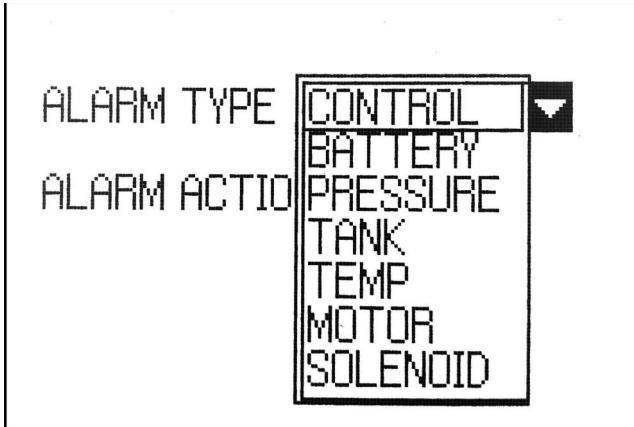 ALARM TYPE CONTROL
BATTERY
ALARM ACTIO PRESSURE
TANK
TEMP
MOTOR
SOLENOID